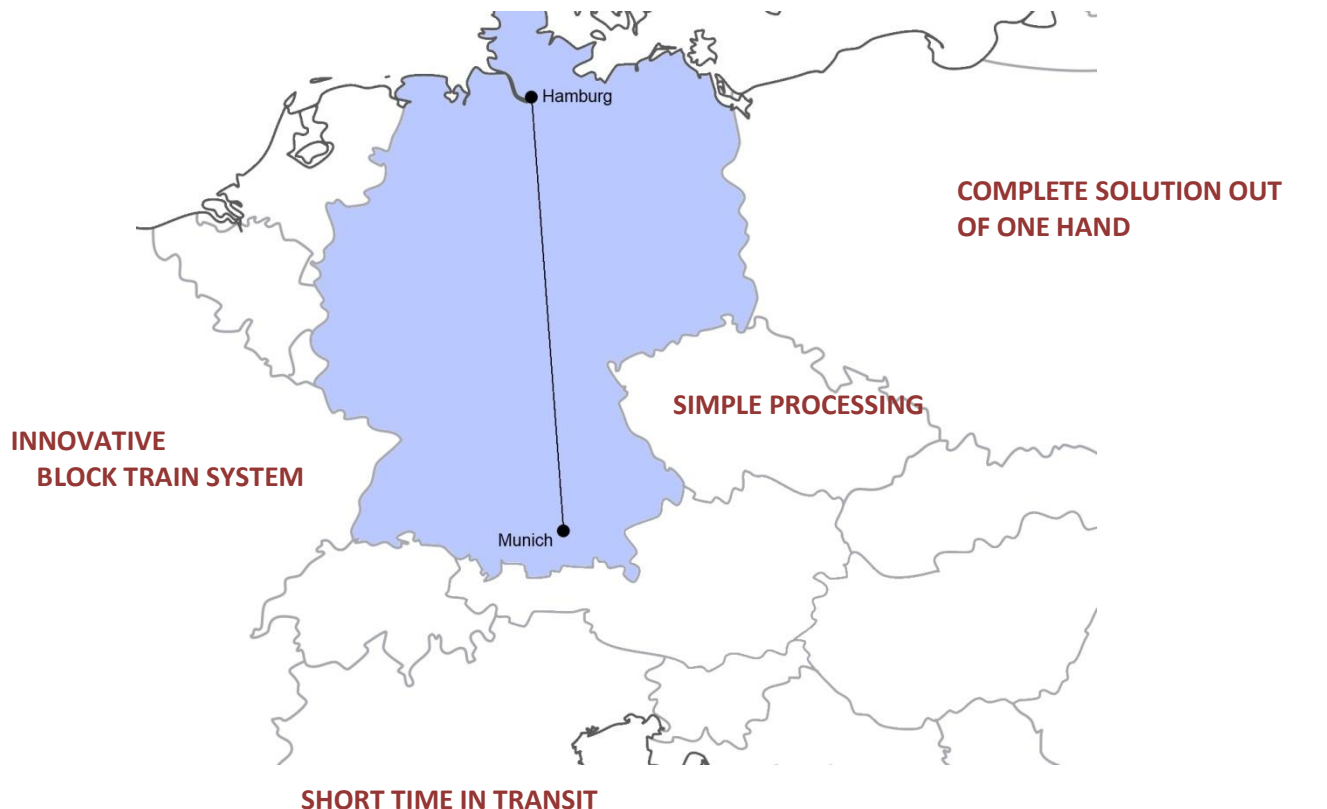 Hamburg
COMPLETE SOLUTION OUT
OF ONE HAND
SIMPLE PROCESSING
INNOVATIVE
BLOCK TRAIN SYSTEM
Munich
SHORT TIME IN TRANSIT